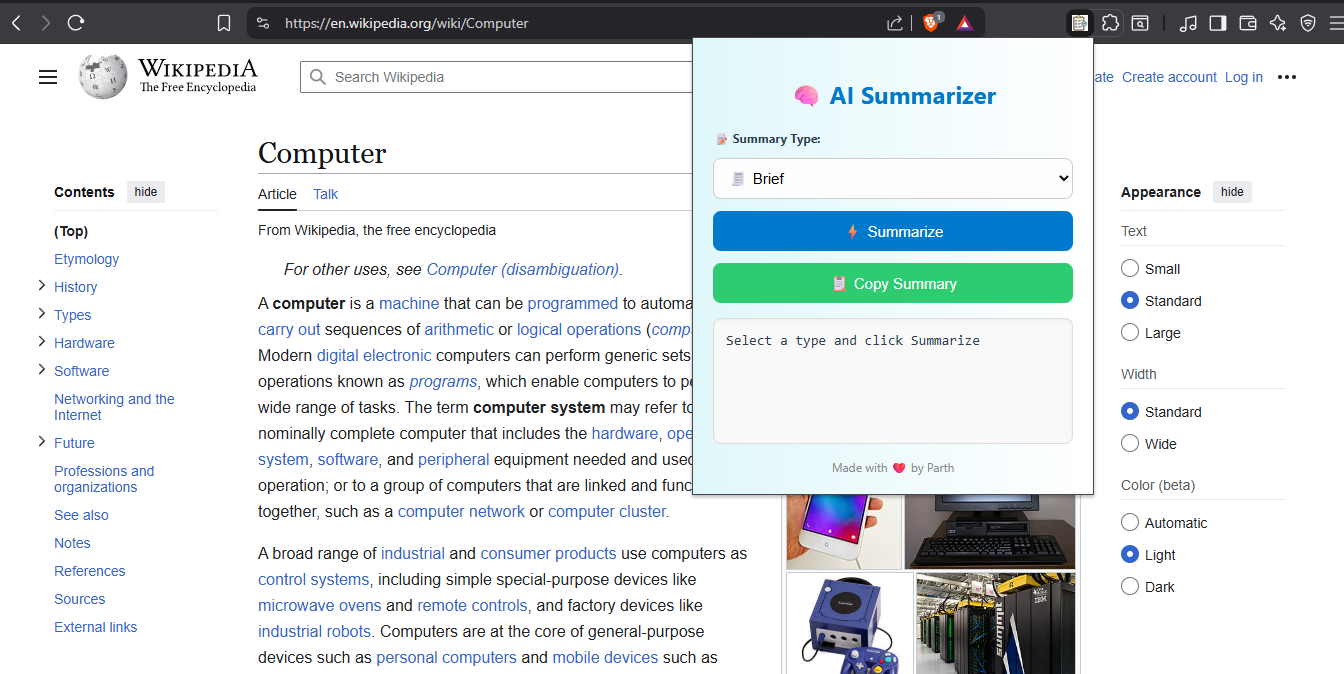 https://en.wikipedia.org/wiki/Computer
1
WIKIPEDIA
The Free Encyclopedia
Search Wikipedia
ate Create account Log in
AI Summarizer
Summary Type:
Brief
Summarize
Copy Summary
Select a type and click Summarize
Made with ❤ by Parth
Contents hide
(Top)
Etymology
History
Types
Hardware
Software
Networking and the
Internet
Future
Professions and
organizations
See also
Notes
References
Sources
External links
Computer
Article Talk
From Wikipedia, the free encyclopedia
For other uses, see Computer (disambiguation).
A computer is a machine that can be programmed to automa
carry out sequences of arithmetic or logical operations (comp
Modern digital electronic computers can perform generic sets
operations known as programs, which enable computers to pe
wide range of tasks. The term computer system may refer to
nominally complete computer that includes the hardware, ope
system, software, and peripheral equipment needed and used
operation; or to a group of computers that are linked and func
together, such as a computer network or computer cluster.
A broad range of industrial and consumer products use computers as
control systems, including simple special-purpose devices like
microwave ovens and remote controls, and factory devices like
industrial robots. Computers are at the core of general-purpose
devices such as personal computers and mobile devices such as
IBM
Appearance hide
Text
Small
Standard
Large
Width
Standard
Wide
Color (beta)
Automatic
Light
Dark